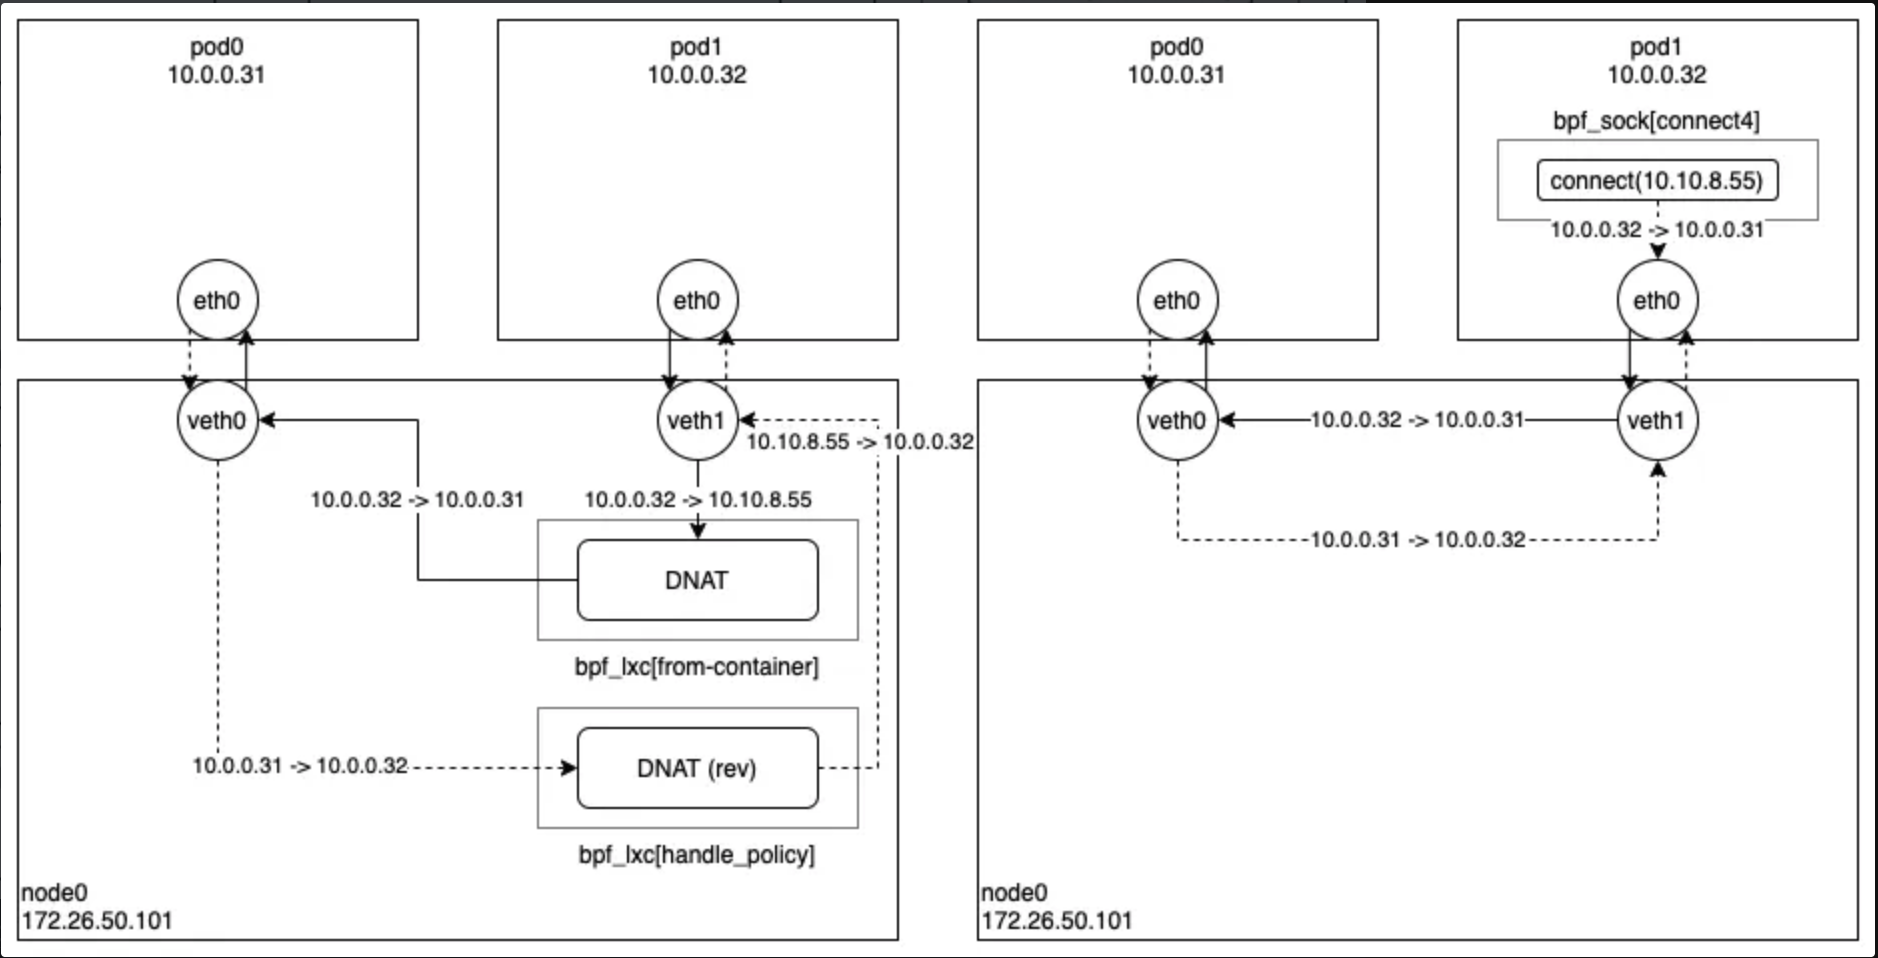 pod0
10.0.0.31
pod1
10.0.0.32
eth0
eth0
veth0
veth1
10.10.8.55 -> 10.0.0.32
10.0.0.32 -> 10.0.0.31
10.0.0.32 -> 10.10.8.55
DNAT
bpf_lxc[from-container]
10.0.0.31 -> 10.0.0.32
DNAT (rev)
bpf_lxc[handle_policy]
node0
172.26.50.101
pod0
10.0.0.31
pod1
10.0.0.32
bpf_sock[connect4]
connect(10.10.8.55)
10.0.0.32 -> 10.0.0.31
eth0
eth0
veth0
10.0.0.32 -> 10.0.0.31
veth1
10.0.0.31 -> 10.0.0.32
node0
172.26.50.101